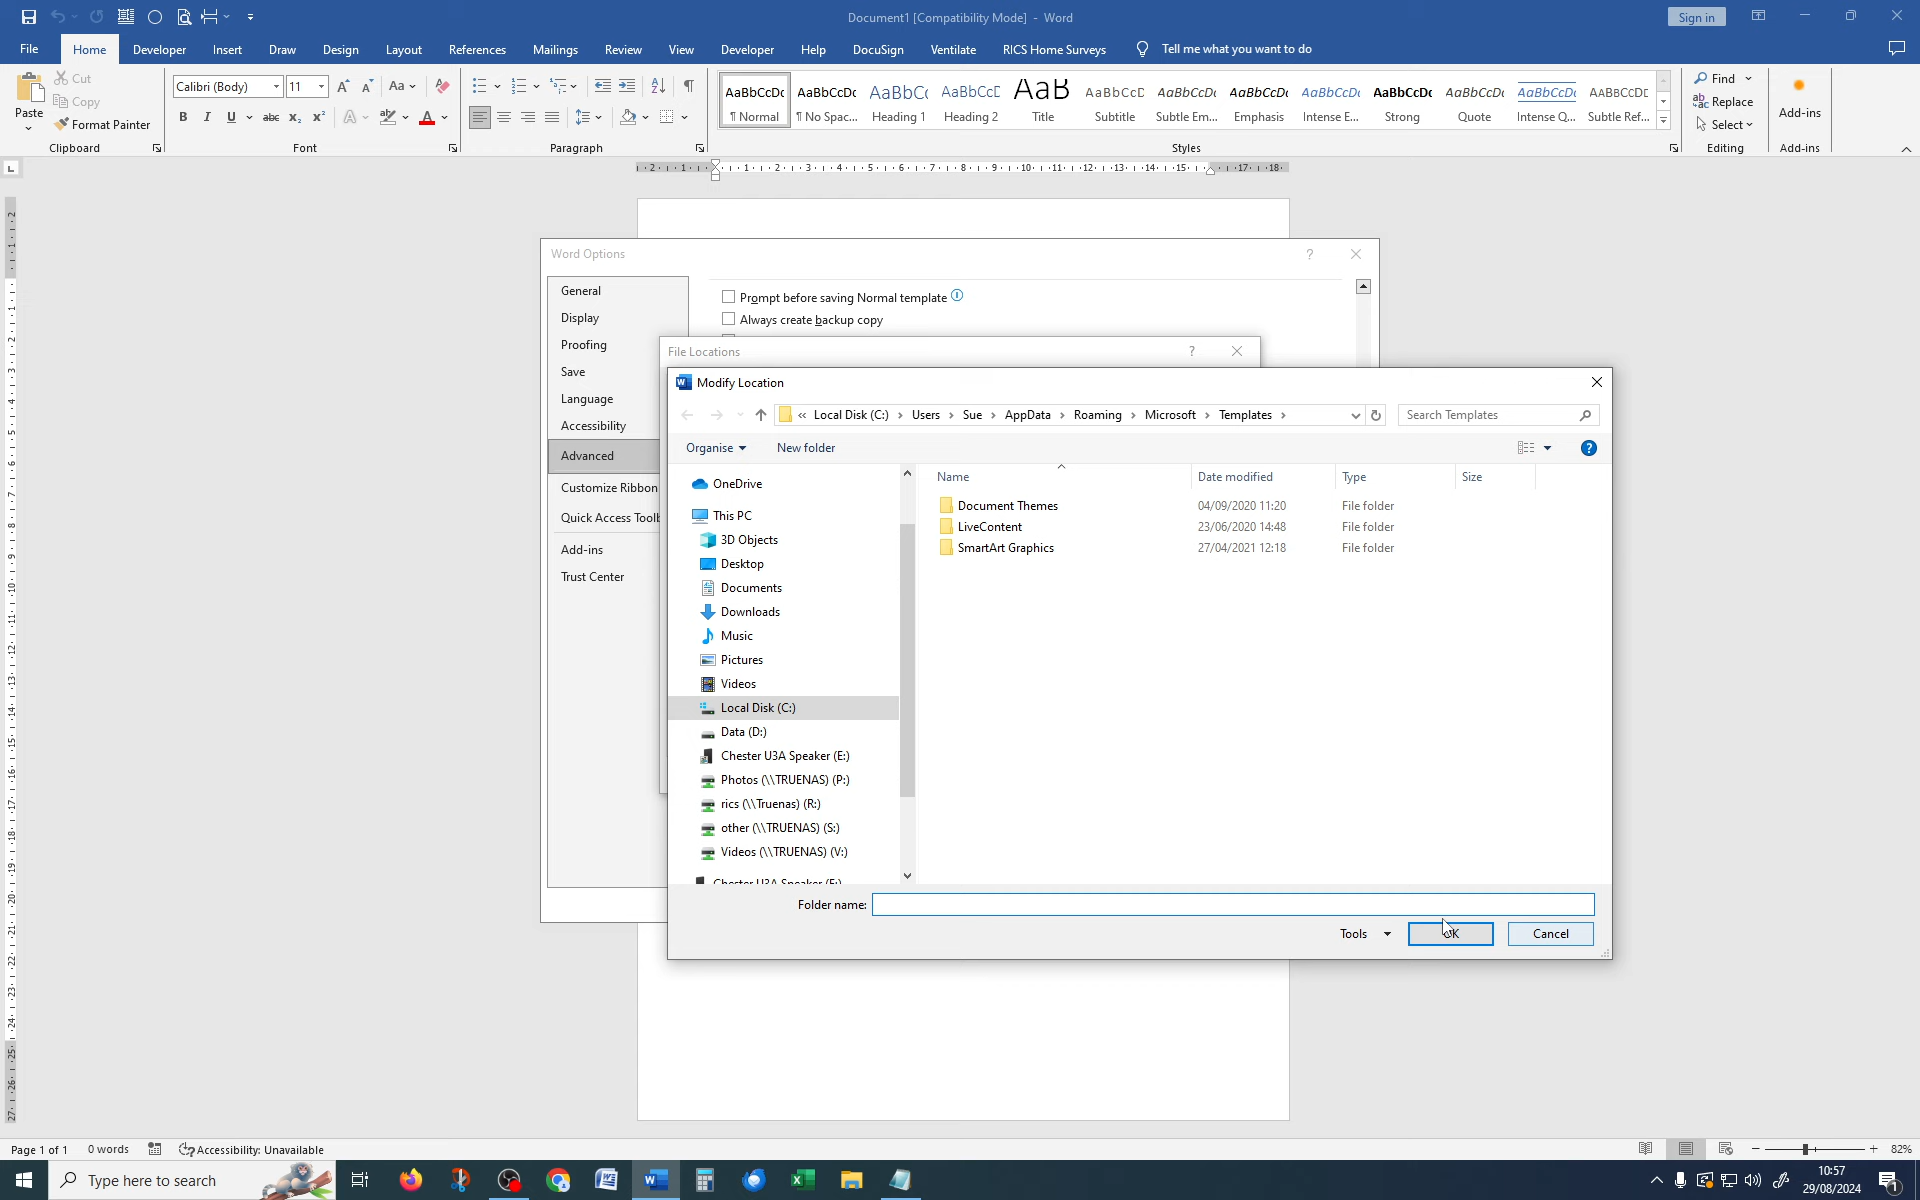 Document1 [Compatibility Mode] - Word
Sign in
File Home Developer Insert Draw Design Layout References Mailings Review View Developer Help DocuSign Ventilate RICS Home Surveys Tell me what you want to do
Paste
Cut
Copy
Format Painter
Clipboard
Calibri (Body) 11
Font
Paragraph
AaBbCcDc AaBbCcDc AaBbCc AaBbCcC AaB AaBbCcD AaBbCcDc AaBbCcDc AaBbCcDc AaBbCcDc AaBbCcDc AaBbCcDc AaBbCcDc
¶ Normal ¶ No Spac... Heading 1 Heading 2 Title Subtitle Subtle Em... Emphasis Intense E... Strong Quote Intense Q... Subtle Ref...
Styles
Find
Replace
Select
Editing
Add-ins
Add-ins
Word Options
General
Display
Proofing
Save
Language
Accessibility
Advanced
Customize Ribbon
Quick Access Toolb
Add-ins
Trust Center
Prompt before saving Normal template
Always create backup copy
File Locations
Modify Location
« Local Disk (C:) › Users › Sue › AppData › Roaming › Microsoft › Templates ›
Search Templates
Organise New folder
Name Date modified Type Size
Document Themes 04/09/2020 11:20 File folder
LiveContent 23/06/2020 14:48 File folder
SmartArt Graphics 27/04/2021 12:18 File folder
OneDrive
This PC
3D Objects
Desktop
Documents
Downloads
Music
Pictures
Videos
Local Disk (C:)
Data (D:)
Chester U3A Speaker (E:)
Photos (\\TRUENAS) (P:)
rics (\\Truenas) (R:)
other (\\TRUENAS) (S:)
Videos (\\TRUENAS) (V:)
Chester U3A Speaker (E:)
Folder name:
Tools OK Cancel
Page 1 of 1 0 words Accessibility: Unavailable 82%
Type here to search
10:57
29/08/2024